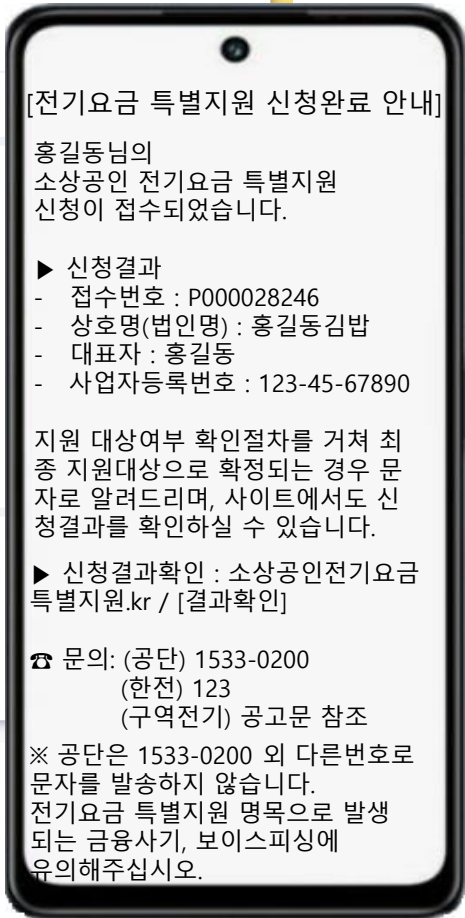 [전기요금 특별지원 신청완료 안내]
홍길동님의
소상공인 전기요금 특별지원
신청이 접수되었습니다.
▶ 신청결과
- 접수번호 : P000028246
- 상호명(법인명) : 홍길동김밥
- 대표자 : 홍길동
- 사업자등록번호 : 123-45-67890
지원 대상여부 확인절차를 거쳐 최
종 지원대상으로 확정되는 경우 문
자로 알려드리며, 사이트에서도 신
청결과를 확인하실 수 있습니다.
▶ 신청결과확인 : 소상공인전기요금
특별지원.kr / [결과확인]
☎ 문의: (공단) 1533-0200
(한전) 123
(구역전기) 공고문 참조
※ 공단은 1533-0200 외 다른번호로
문자를 발송하지 않습니다.
전기요금 특별지원 명목으로 발생
되는 금융사기, 보이스피싱에
유의해주십시오.